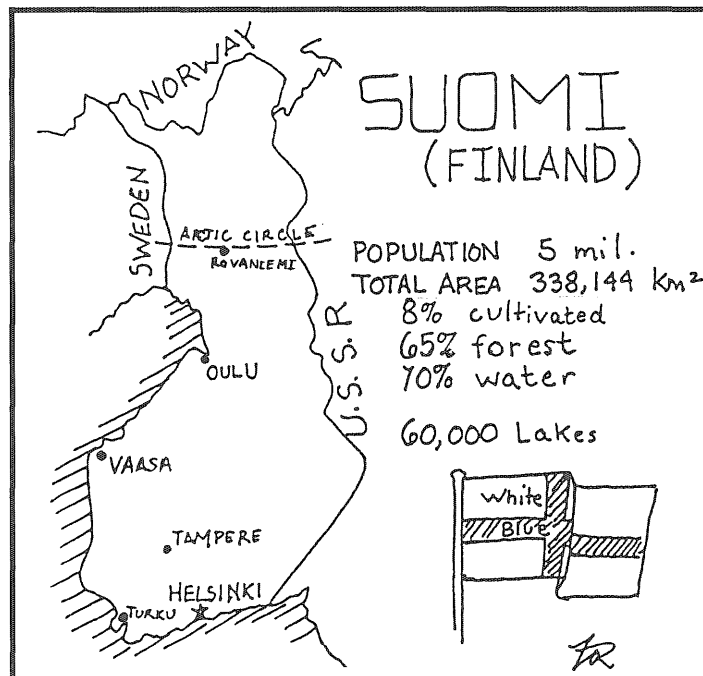 NORWAY
SUOMI
(FINLAND)
SWEDEN
ARTIC CIRCLE
ROVANIEMI
POPULATION 5 mil.
TOTAL AREA 338,144 Km²
8% cultivated
65% forest
10% water
U.S.S.R
OULU
60,000 Lakes
VAASA
White
Blue
TAMPERE
HELSINKI
TURKU